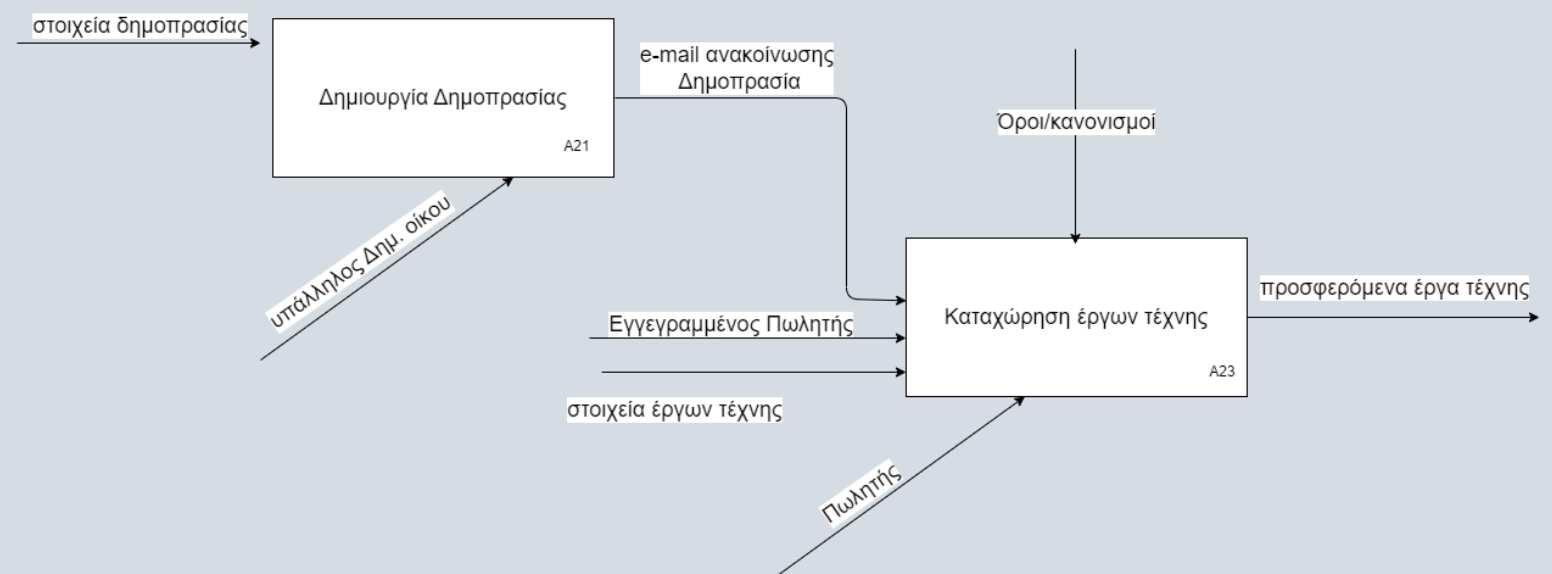 στοιχεία δημοπρασίας
Δημιουργία Δημοπρασίας
A21
e-mail ανακοίνωσης
Δημοπρασία
υπάλληλος Δημ. οίκου
Όροι/κανονισμοί
Εγγεγραμμένος Πωλητής
στοιχεία έργων τέχνης
Καταχώρηση έργων τέχνης
A23
προσφερόμενα έργα τέχνης
Πωλητής